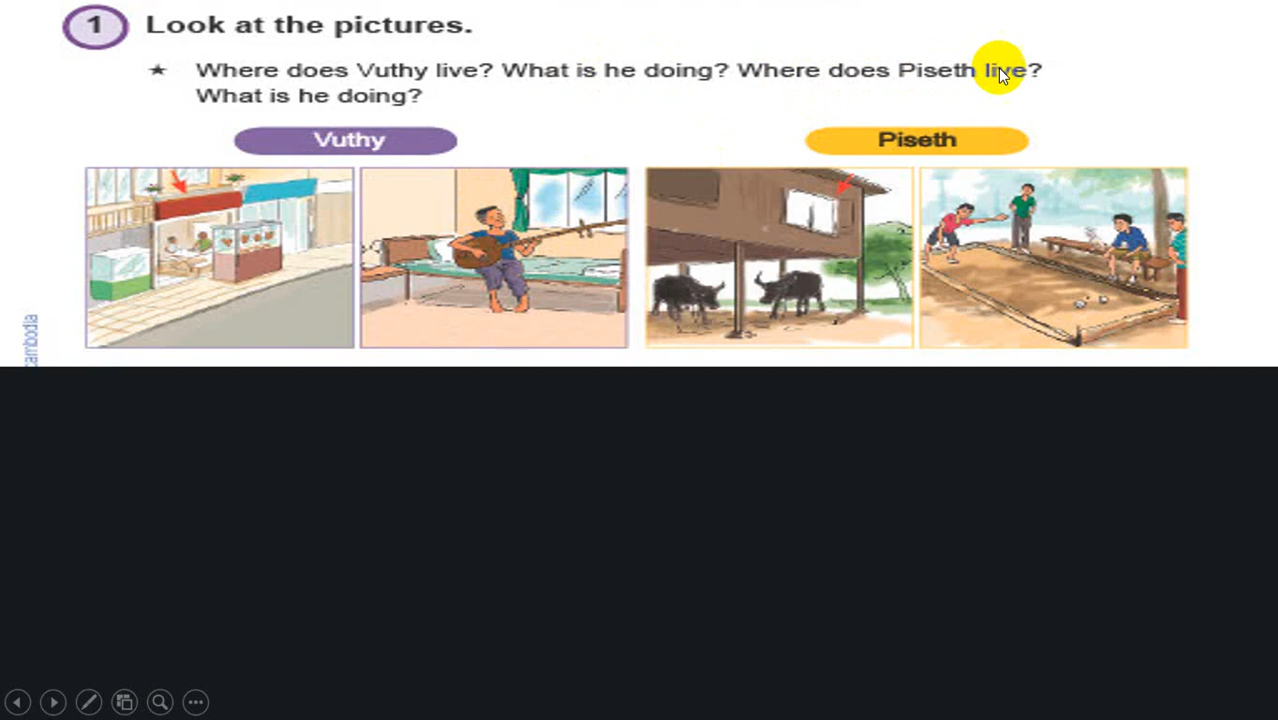 1 Look at the pictures.
★ Where does Vuthy live? What is he doing? Where does Piseth live?
What is he doing?
Vuthy
Piseth
cambodia